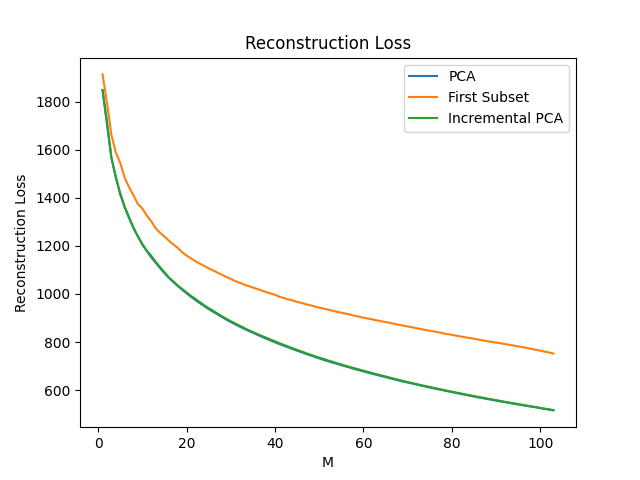 Reconstruction Loss
PCA
First Subset
Incremental PCA
Reconstruction Loss
1800
1600
1400
1200
1000
800
600
0 20 40 60 80 100
M